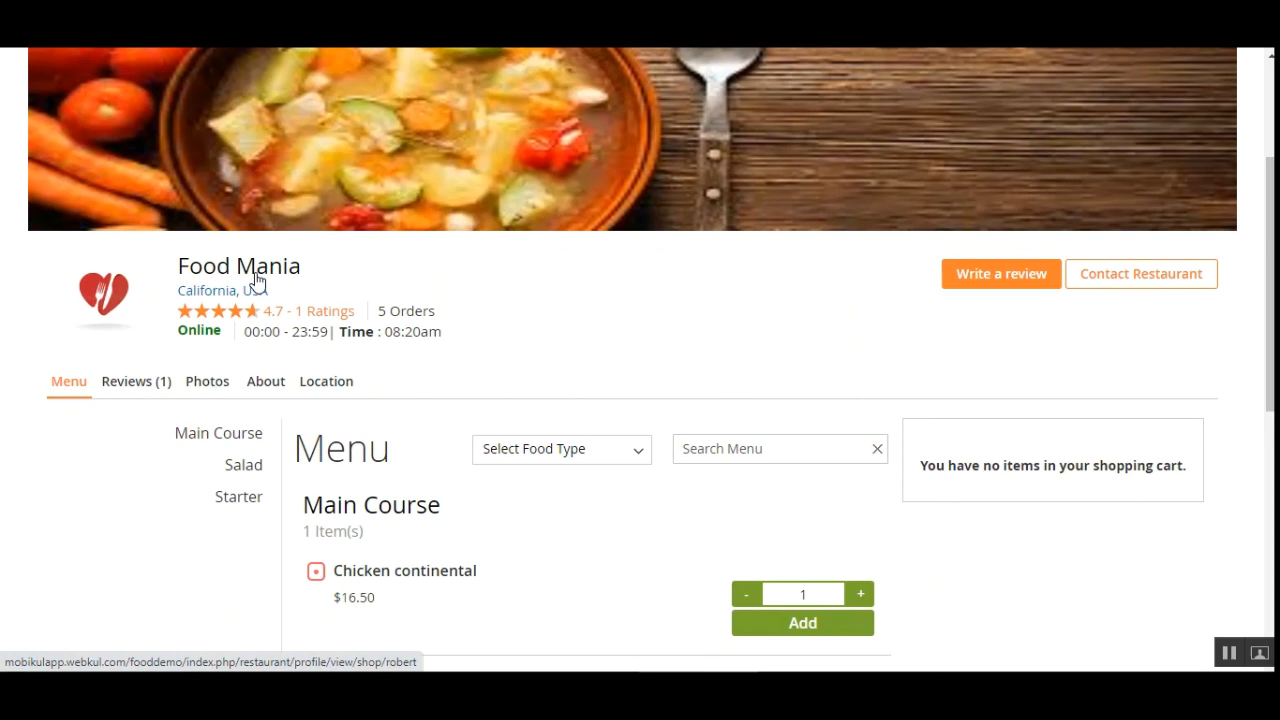 Food Mania
California, USA
4.7 - 1 Ratings 5 Orders
Online 00:00 - 23:59| Time : 08:20am
Write a review Contact Restaurant
Menu Reviews (1) Photos About Location
Main Course
Salad
Starter
Menu Select Food Type Search Menu
Main Course
1 Item(s)
Chicken continental
$16.50
- 1 +
Add
You have no items in your shopping cart.
mobikulapp.webkul.com/fooddemo/index.php/restaurant/profile/view/shop/robert